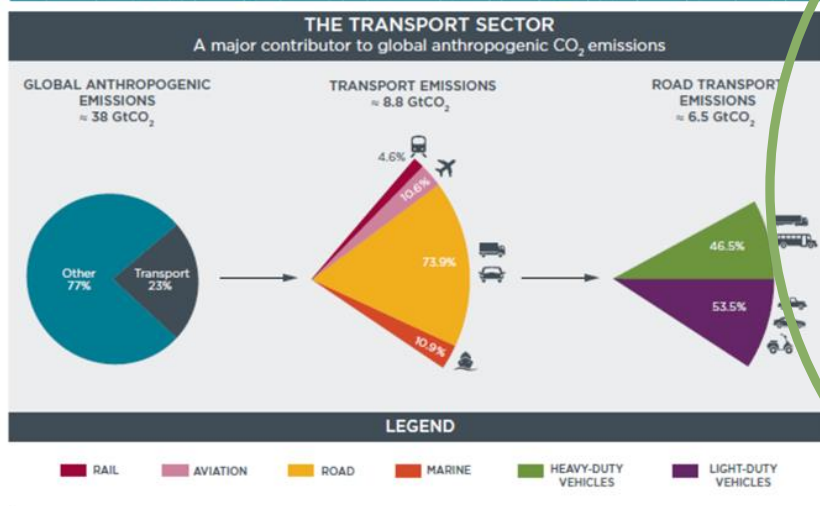 THE TRANSPORT SECTOR
A major contributor to global anthropogenic CO₂ emissions
GLOBAL ANTHROPOGENIC
EMISSIONS
≈ 38 GtCO₂
TRANSPORT EMISSIONS
≈ 8.8 GtCO₂
ROAD TRANSPORT
EMISSIONS
≈ 6.5 GtCO₂
Other
77%
Transport
23%
4.6%
10.6%
73.9%
10.9%
46.5%
53.5%
LEGEND
RAIL
AVIATION
ROAD
MARINE
HEAVY-DUTY
VEHICLES
LIGHT-DUTY
VEHICLES